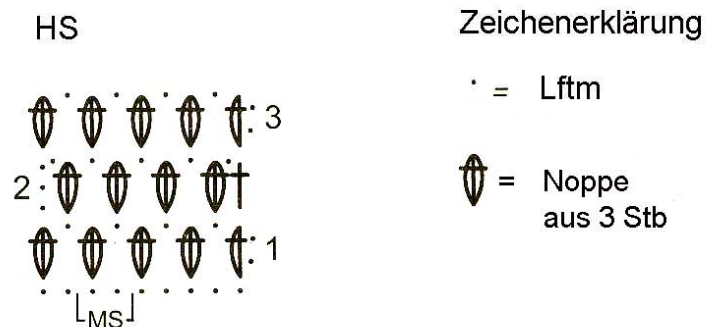 HS
3
2
1
MS
Zeichenerklärung
· = Lftm
= Noppe
aus 3 Stb